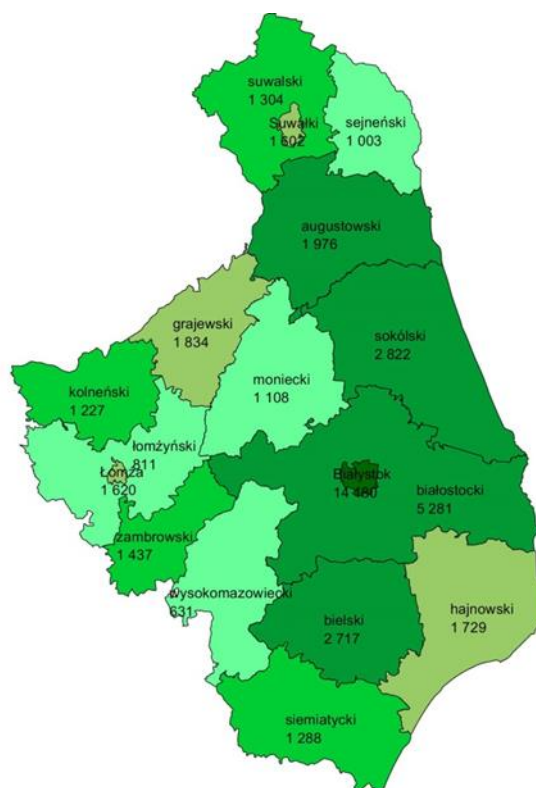 suwalski
1 304
Suwałki
1 602
sejneński
1 003
augustowski
1 976
grajewski
1 834
sokólski
2 822
moniecki
1 108
kolneński
1 227
łomżyński
811
Łomża
1 620
Białystok
14 480
białostocki
5 281
zambrowski
1 437
wysokomazowiecki
631
bielski
2 717
hajnowski
1 729
siemiatycki
1 288